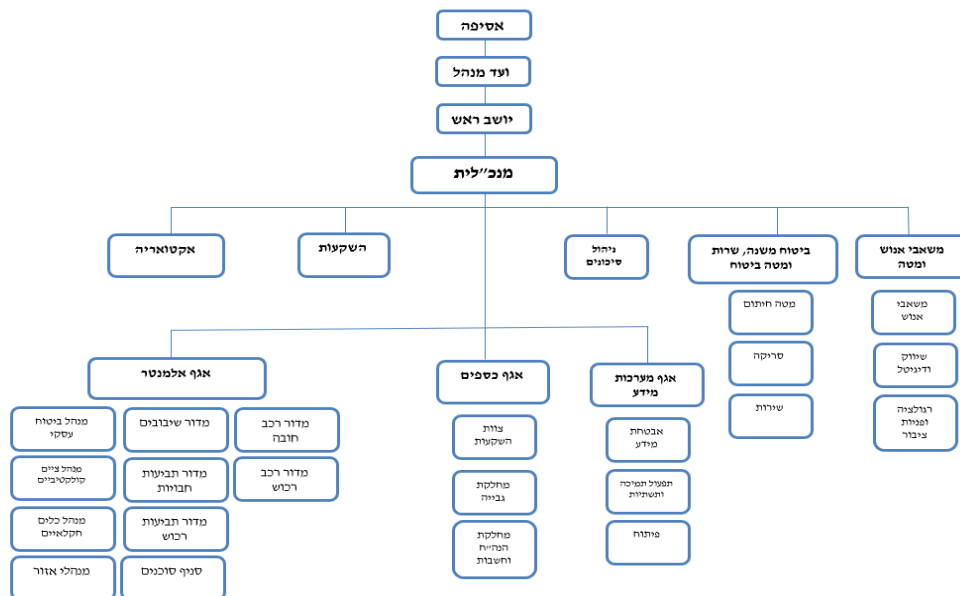 אסיפה
ועד מנהל
יושב ראש
מנכ"לית
משאבי אנוש
ומטה
ביטוח משנה, שרות
ומטה ביטוח
ניהול
סיכונים
השקעות
אקטואריה
משאבי
אנוש
שיווק
ודיגיטל
רגולציה
ופניות
ציבור
מטה חיתום
סריקה
שירות
אגף מערכות
מידע
אבטחת
מידע
תפעול תמיכה
ותשתיות
פיתוח
אגף כספים
צוות
השקעות
מחלקת
גבייה
מחלקת
הנה"ח
וחשבות
אגף אלמנטר
מדור רכב
חובה
מדור רכב
רכוש
מדור שיבובים
מדור תביעות
חבויות
מדור תביעות
רכוש
סניף סוכנים
מנהל ביטוח
עסקי
מנהל ציים
קולקטיביים
מנהל כלים
חקלאיים
מנהלי אזור